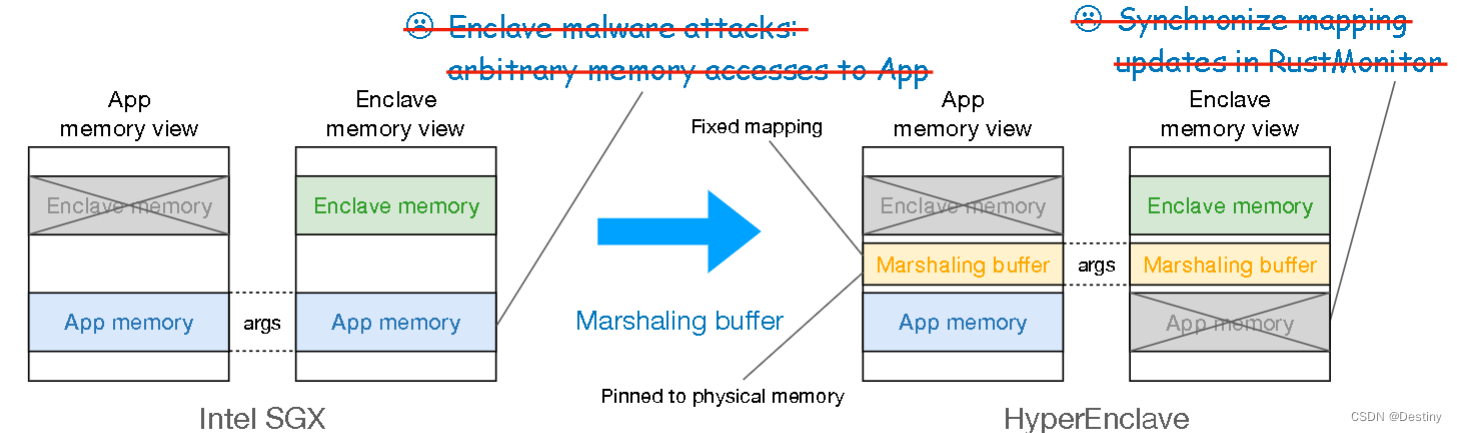 ☹ Enclave malware attacks:
arbitrary memory accesses to App
☹ Synchronize mapping
updates in RustMonitor
App
memory view
Enclave
memory view
Fixed mapping
App
memory view
Enclave
memory view
Enclave memory
Enclave memory
Enclave memory
Enclave memory
Marshaling buffer
args
Marshaling buffer
App memory
args
App memory
Marshaling buffer
App memory
App memory
Pinned to physical memory
Intel SGX
HyperEnclave
CSDN @Destiny